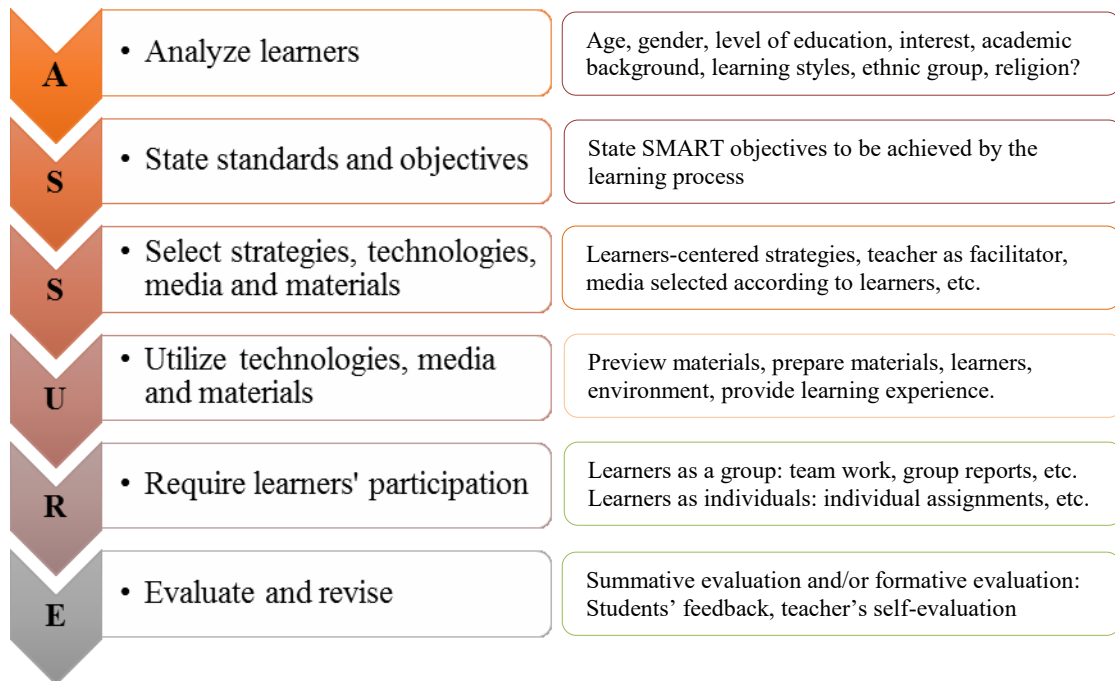 A
• Analyze learners
Age, gender, level of education, interest, academic
background, learning styles, ethnic group, religion?
S
• State standards and objectives
State SMART objectives to be achieved by the
learning process
S
• Select strategies, technologies,
media and materials
Learners-centered strategies, teacher as facilitator,
media selected according to learners, etc.
U
• Utilize technologies, media
and materials
Preview materials, prepare materials, learners,
environment, provide learning experience.
R
• Require learners' participation
Learners as a group: team work, group reports, etc.
Learners as individuals: individual assignments, etc.
E
• Evaluate and revise
Summative evaluation and/or formative evaluation:
Students’ feedback, teacher’s self-evaluation